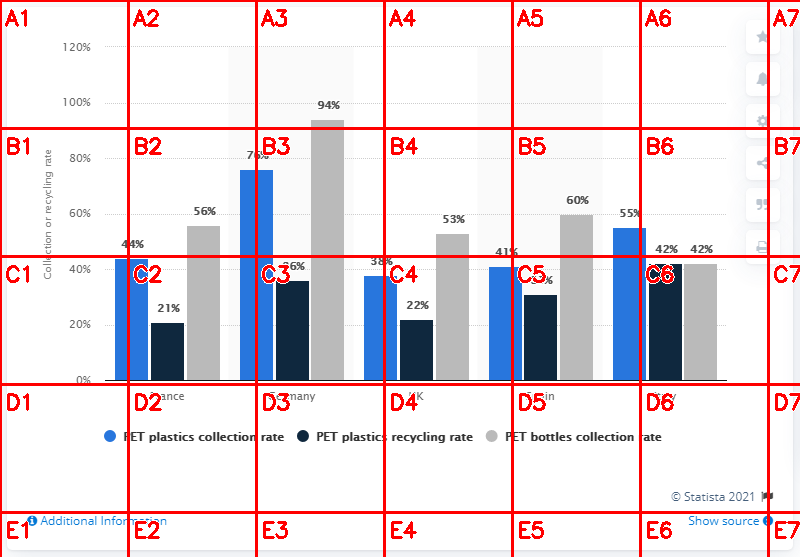 A1 A2 A3 A4 A5 A6 A7
120%
100%
94%
B1 B2 B3 B4 B5 B6 B7
80%
76%
60%
60%
56%
55%
53%
Collection or recycling rate
44%
41%
42%
42%
38%
40%
C1 C2 C3 C4 C5 C6 C7
36%
21%
22%
20%
0%
France Germany UK Spain
D1 D2 D3 D4 D5 D6 D7
PET plastics collection rate PET plastics recycling rate PET bottles collection rate
© Statista 2021
Additional Information
Show source
E1 E2 E3 E4 E5 E6 E7